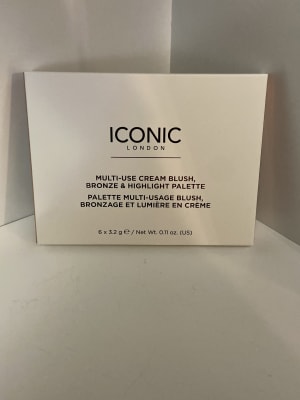 ICONIC
LONDON
MULTI-USE CREAM BLUSH,
BRONZE & HIGHLIGHT PALETTE
PALETTE MULTI-USAGE BLUSH,
BRONZAGE ET LUMIÈRE EN CRÈME
6 x 3.2 g ℮ / Net Wt. 0.11 oz. (US)